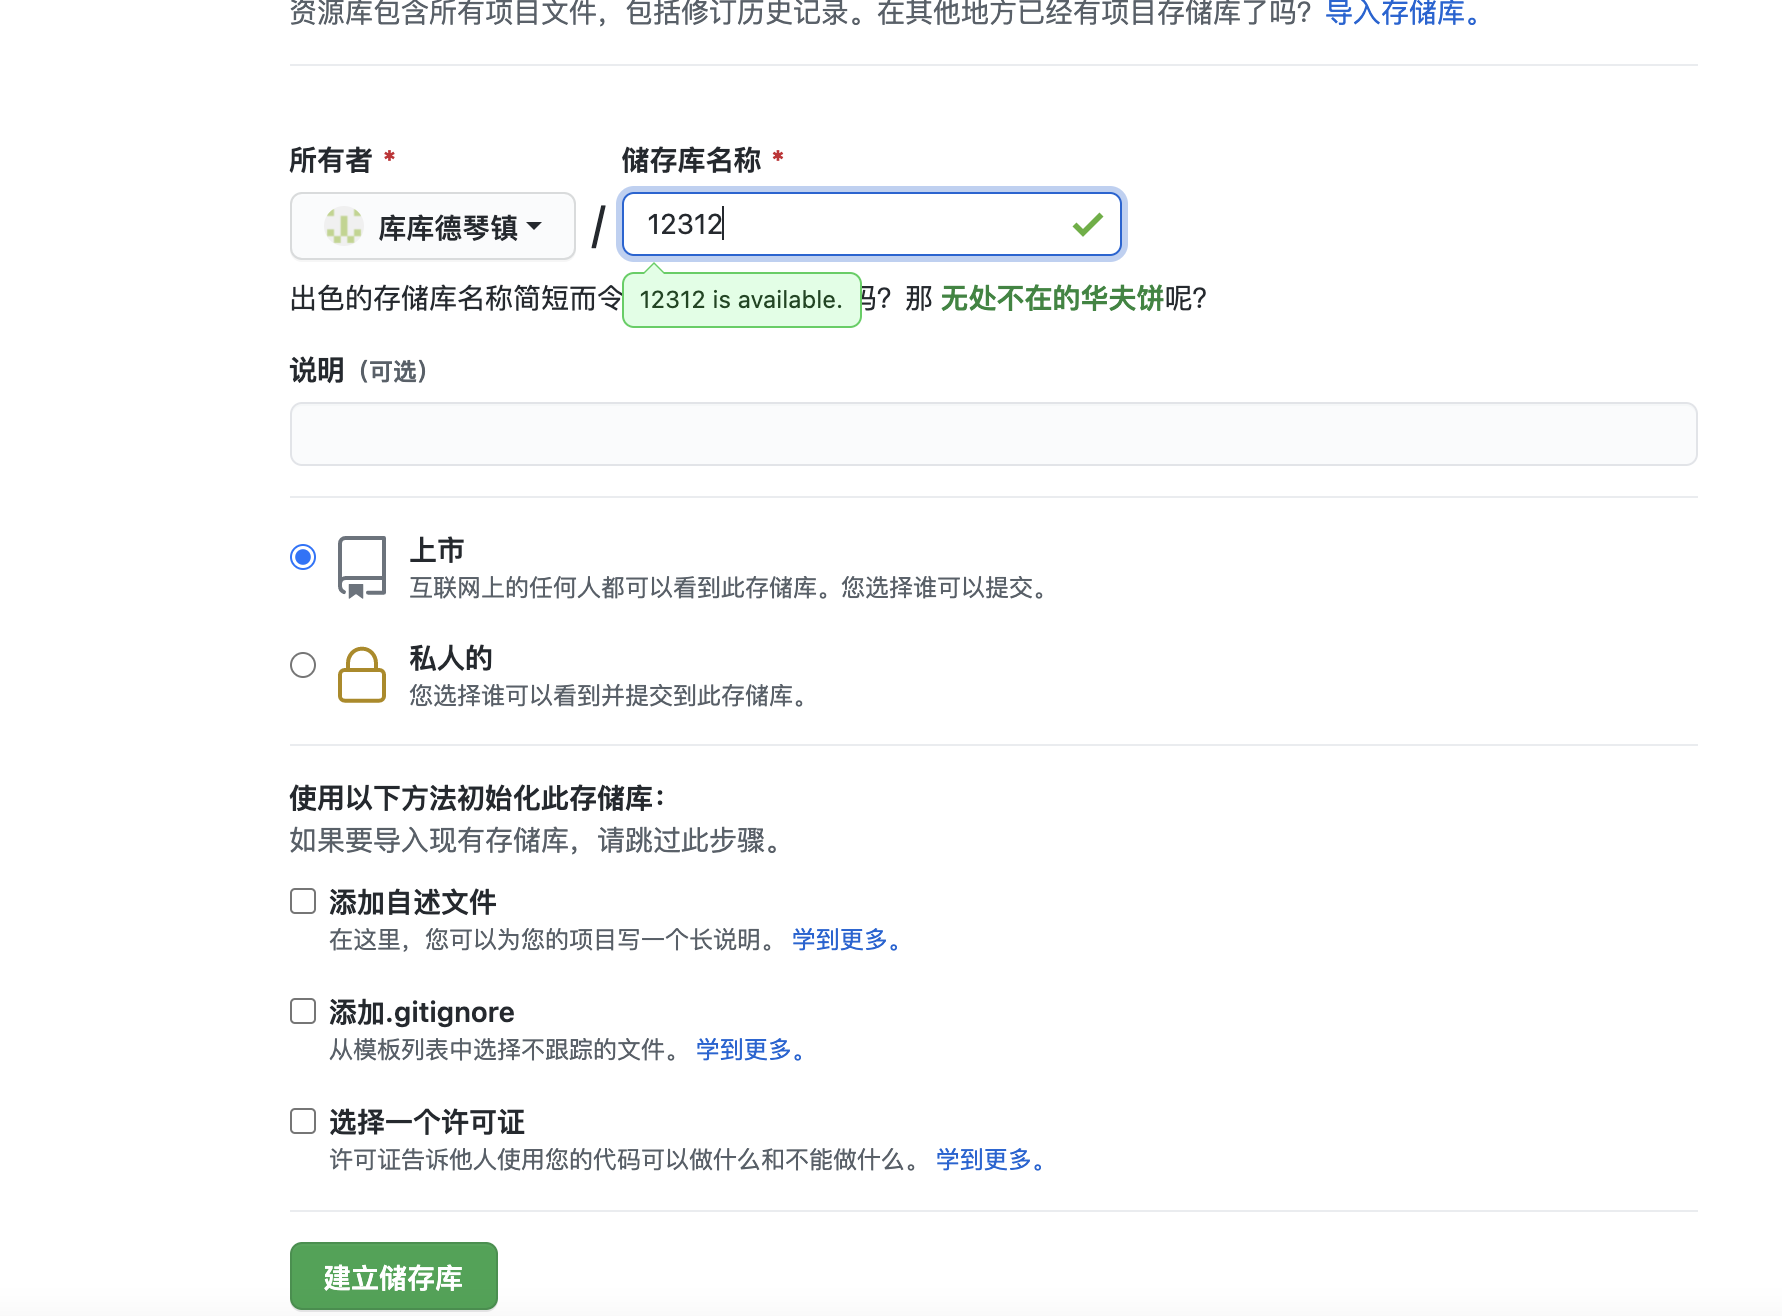 资源库包含所有项目文件，包括修订历史记录。在其他地方已经有项目存储库了吗？导入存储库。
所有者 *
储存库名称 *
库库德琴镇 / 12312
出色的存储库名称简短而令 12312 is available. 吗？那 无处不在的华夫饼呢？
说明（可选）
上市
互联网上的任何人都可以看到此存储库。您选择谁可以提交。
私人的
您选择谁可以看到并提交到此存储库。
使用以下方法初始化此存储库：
如果要导入现有存储库，请跳过此步骤。
添加自述文件
在这里，您可以为您的项目写一个长说明。 学到更多。
添加.gitignore
从模板列表中选择不跟踪的文件。 学到更多。
选择一个许可证
许可证告诉他人使用您的代码可以做什么和不能做什么。 学到更多。
建立储存库